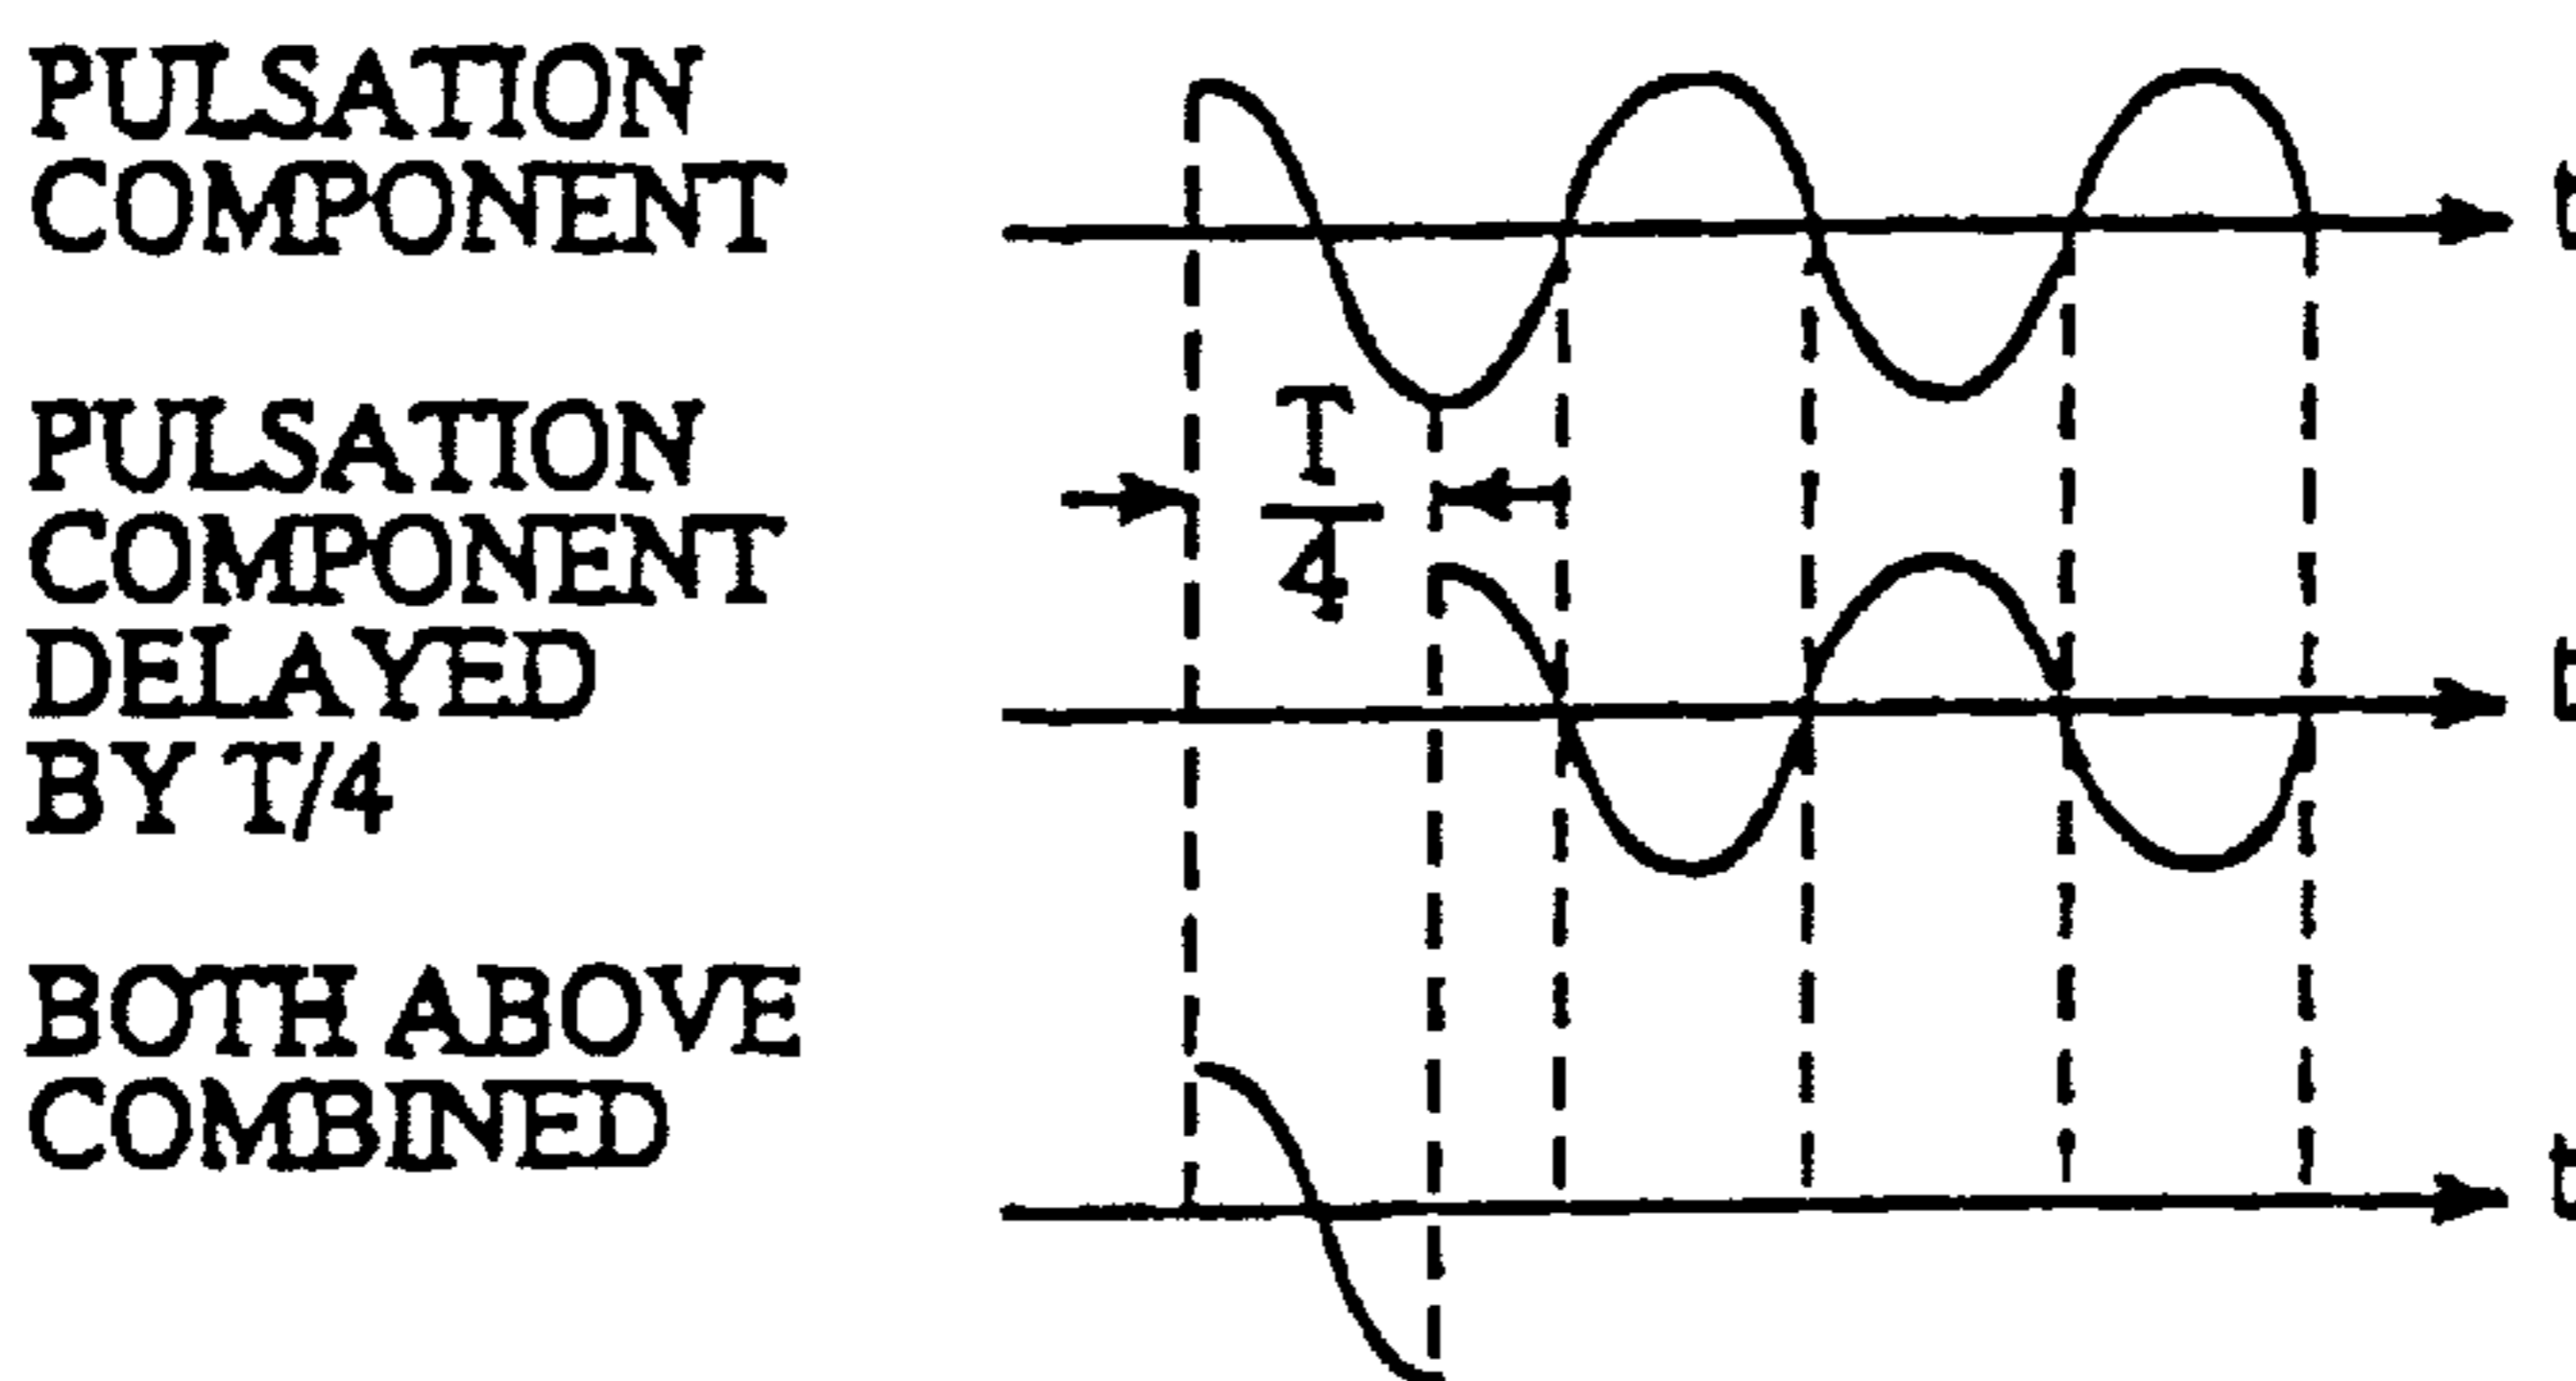 PULSATION
COMPONENT
t
PULSATION
COMPONENT
DELAYED
BY T/4
T
4
t
BOTH ABOVE
COMBINED
t